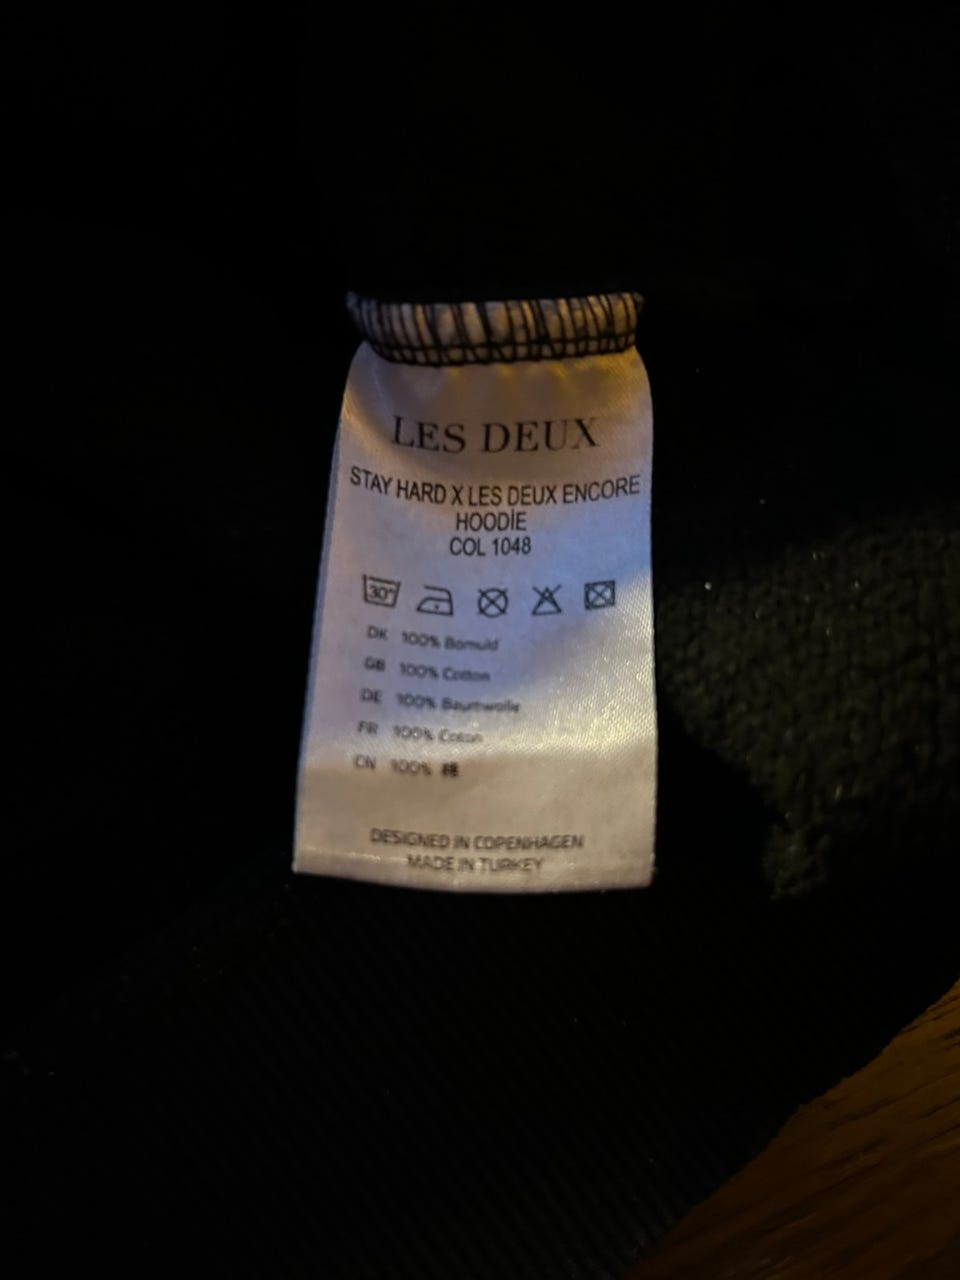 LES DEUX
STAY HARD X LES DEUX ENCORE
HOODİE
COL 1048
30°
DK 100% Bomuld
GB 100% Cotton
DE 100% Baumwolle
FR 100% Coton
CN 100% 棉
DESIGNED IN COPENHAGEN
MADE IN TURKEY